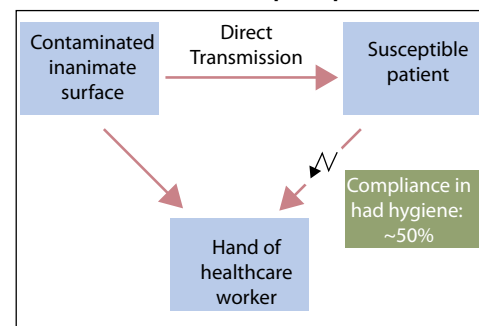 Contaminated
inanimate
surface
Direct
Transmission
Susceptible
patient
Compliance in
had hygiene:
~50%
Hand of
healthcare
worker